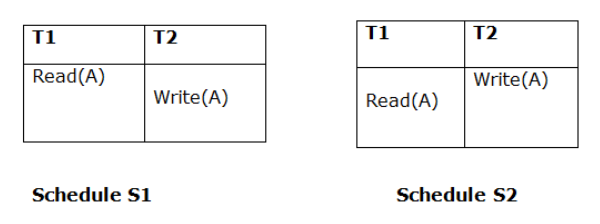 T1 T2
Read(A)
Write(A)
Schedule S1
T1 T2
Write(A)
Read(A)
Schedule S2